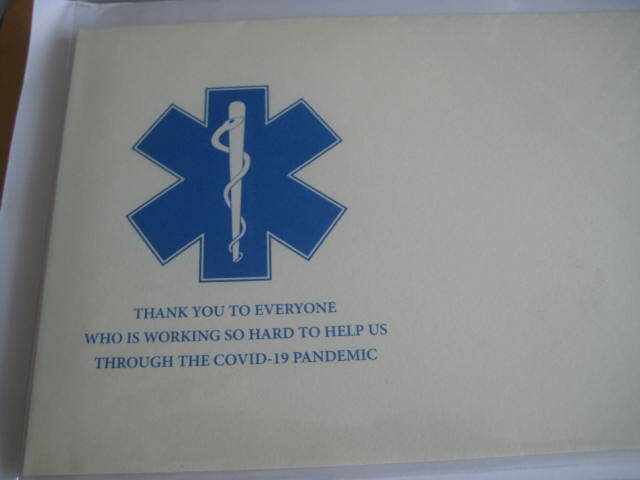 THANK YOU TO EVERYONE
WHO IS WORKING SO HARD TO HELP US
THROUGH THE COVID-19 PANDEMIC